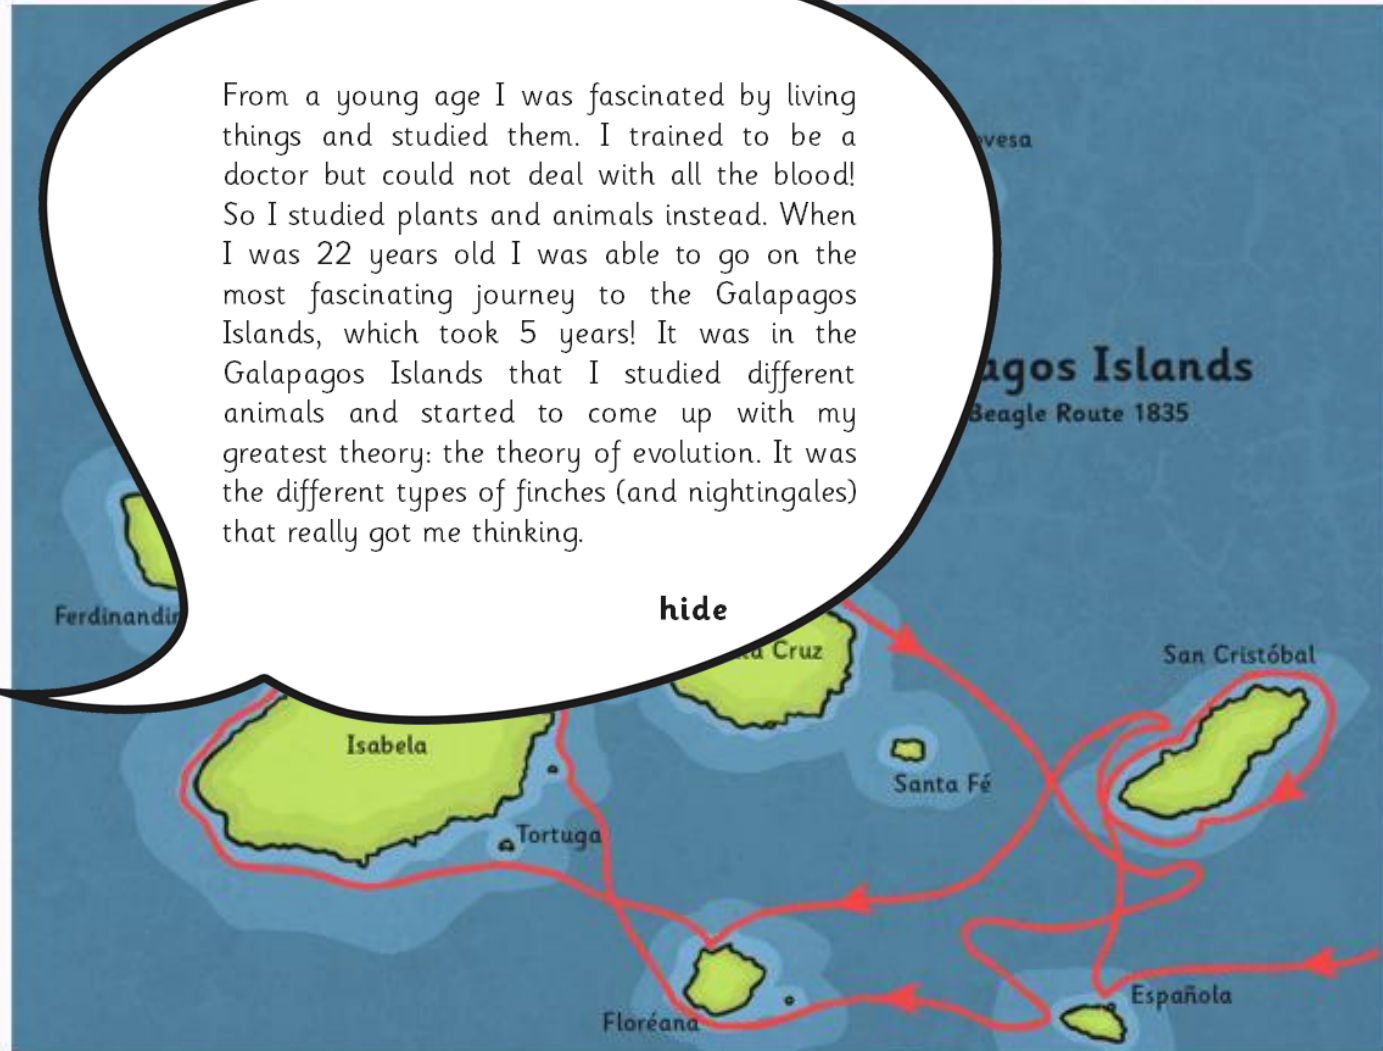 From a young age I was fascinated by living
things and studied them. I trained to be a
doctor but could not deal with all the blood!
So I studied plants and animals instead. When
I was 22 years old I was able to go on the
most fascinating journey to the Galapagos
Islands, which took 5 years! It was in the
Galapagos Islands that I studied different
animals and started to come up with my
greatest theory: the theory of evolution. It was
the different types of finches (and nightingales)
that really got me thinking.
hide
Islands
Beagle Route 1835
Cruz
San Cristóbal
Isabela
Santa Fé
Tortuga
Española
Floréana